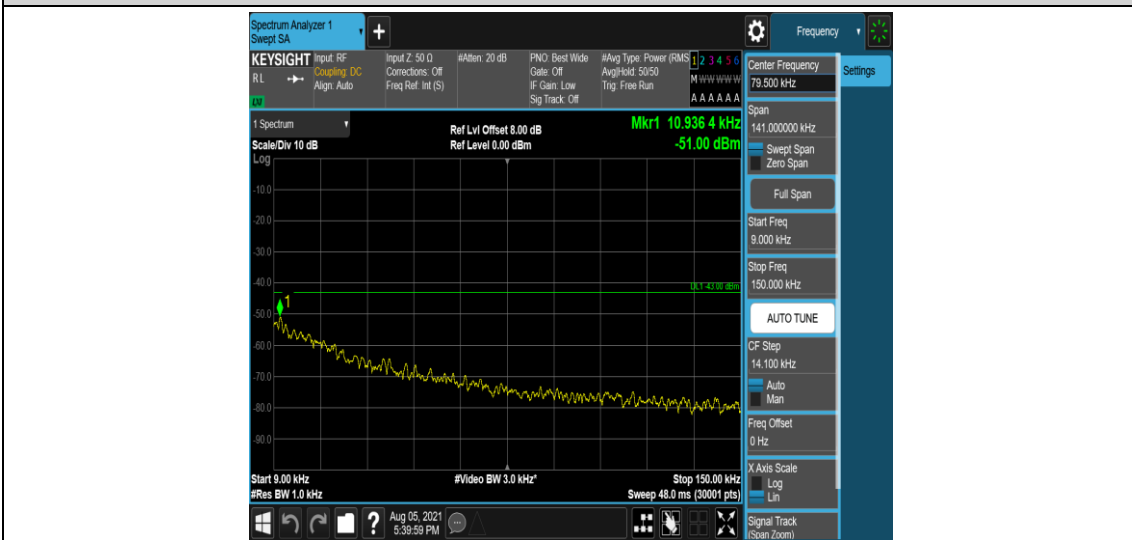 Spectrum Analyzer 1
Swept SA
+
Frequency
KEYSIGHT
RL
LXI
Input: RF
Coupling: DC
Align: Auto
Input Z: 50 Ω
Corrections: Off
Freq Ref: Int (S)
#Atten: 20 dB
PNO: Best Wide
Gate: Off
IF Gain: Low
Sig Track: Off
#Avg Type: Power (RMS
Avg|Hold: 50/50
Trig: Free Run
1 2 3 4 5 6
M W W W W W
A A A A A A
1 Spectrum
Scale/Div 10 dB
Log
Ref Lvl Offset 8.00 dB
Ref Level 0.00 dBm
Mkr1 10.936 4 kHz
-51.00 dBm
-10.0
-20.0
-30.0
-40.0
DL1 -43.00 dBm
1
-50.0
-60.0
-70.0
-80.0
-90.0
Start 9.00 kHz
#Res BW 1.0 kHz
#Video BW 3.0 kHz*
Stop 150.00 kHz
Sweep 48.0 ms (30001 pts)
?
Aug 05, 2021
5:39:59 PM
Center Frequency
79.500 kHz
Settings
Span
141.000000 kHz
Swept Span
Zero Span
Full Span
Start Freq
9.000 kHz
Stop Freq
150.000 kHz
AUTO TUNE
CF Step
14.100 kHz
Auto
Man
Freq Offset
0 Hz
X Axis Scale
Log
Lin
Signal Track
(Span Zoom)